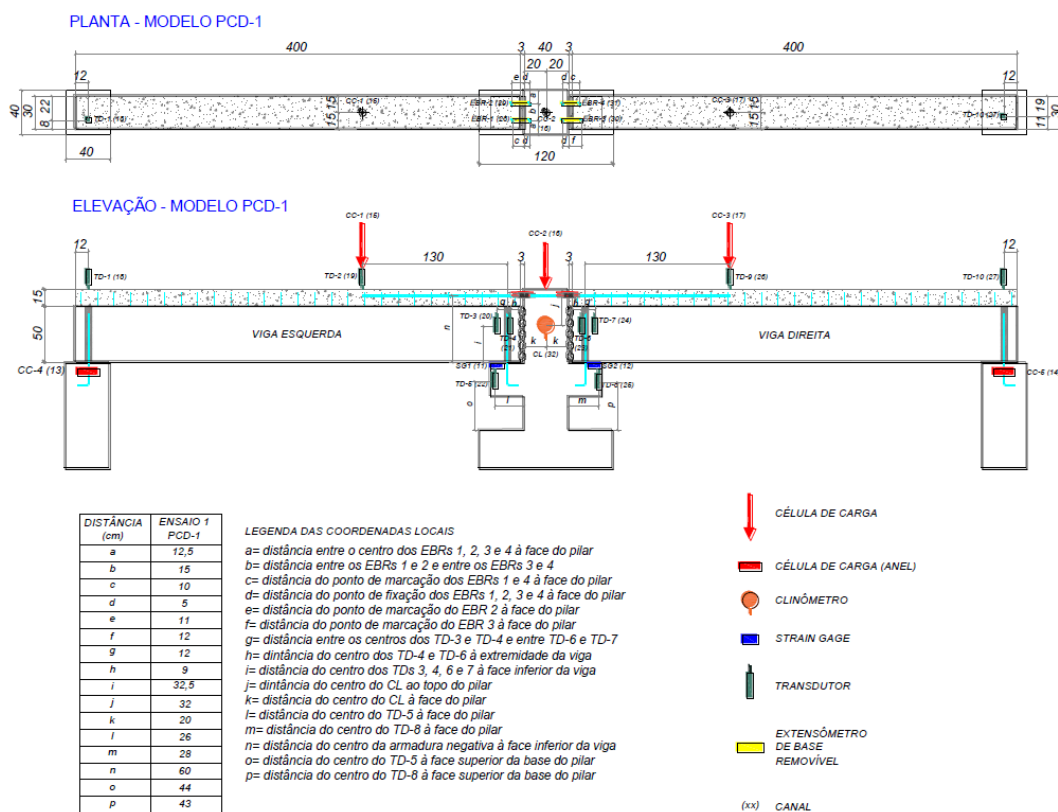 PLANTA - MODELO PCD-1
400 3 40 3 400
12 20 20 12
e d d c
40 30 22 8
TD-1 (18)
CC-1 (16)
15 15
EBR-2 (29)
EBR-1 (28)
a b a
CC-2
(16)
CC-3 (17)
15 15
TD-10 (27)
11 19 30
c d d f
40 120
ELEVAÇÃO - MODELO PCD-1
CC-1 (16) CC-2 (16) CC-3 (17)
12 130 3 3 130 12
TD-1 (18) TD-2 (19) TD-9 (26) TD-10 (27)
15
g h j h g
n
TD-3 (20) TD-4 (21) TD-7 (24)
50 VIGA ESQUERDA VIGA DIREITA
i k k
CL (32)
CC-4 (13) SG1 (11) SG2 (12)
TD-5 (22)
o l m p
DISTÂNCIA (cm) ENSAIO 1 PCD-1
a 12,5
b 15
c 10
d 5
e 11
f 12
g 12
h 9
i 32,5
j 32
k 20
l 26
m 28
n 60
o 44
p 43
LEGENDA DAS COORDENADAS LOCAIS
a= distância entre o centro dos EBRs 1, 2, 3 e 4 à face do pilar
b= distância entre os EBRs 1 e 2 e entre os EBRs 3 e 4
c= distância do ponto de marcação dos EBRs 1 e 4 à face do pilar
d= distância do ponto de fixação dos EBRs 1, 2, 3 e 4 à face do pilar
e= distância do ponto de marcação do EBR 2 à face do pilar
f= distância do ponto de marcação do EBR 3 à face do pilar
g= distância entre os centros dos TD-3 e TD-4 e entre TD-6 e TD-7
h= dintância do centro dos TD-4 e TD-6 à extremidade da viga
i= distância do centro dos TDs 3, 4, 6 e 7 à face inferior da viga
j= dintância do centro do CL ao topo do pilar
k= distância do centro do CL à face do pilar
l= distância do centro do TD-5 à face do pilar
m= distância do centro do TD-8 à face do pilar
n= distância do centro da armadura negativa à face inferior da viga
o= distância do centro do TD-5 à face superior da base do pilar
p= distância do centro do TD-8 à face superior da base do pilar
CÉLULA DE CARGA
CÉLULA DE CARGA (ANEL)
CLINÔMETRO
STRAIN GAGE
TRANSDUTOR
EXTENSÔMETRO
DE BASE
REMOVÍVEL
(xx) CANAL